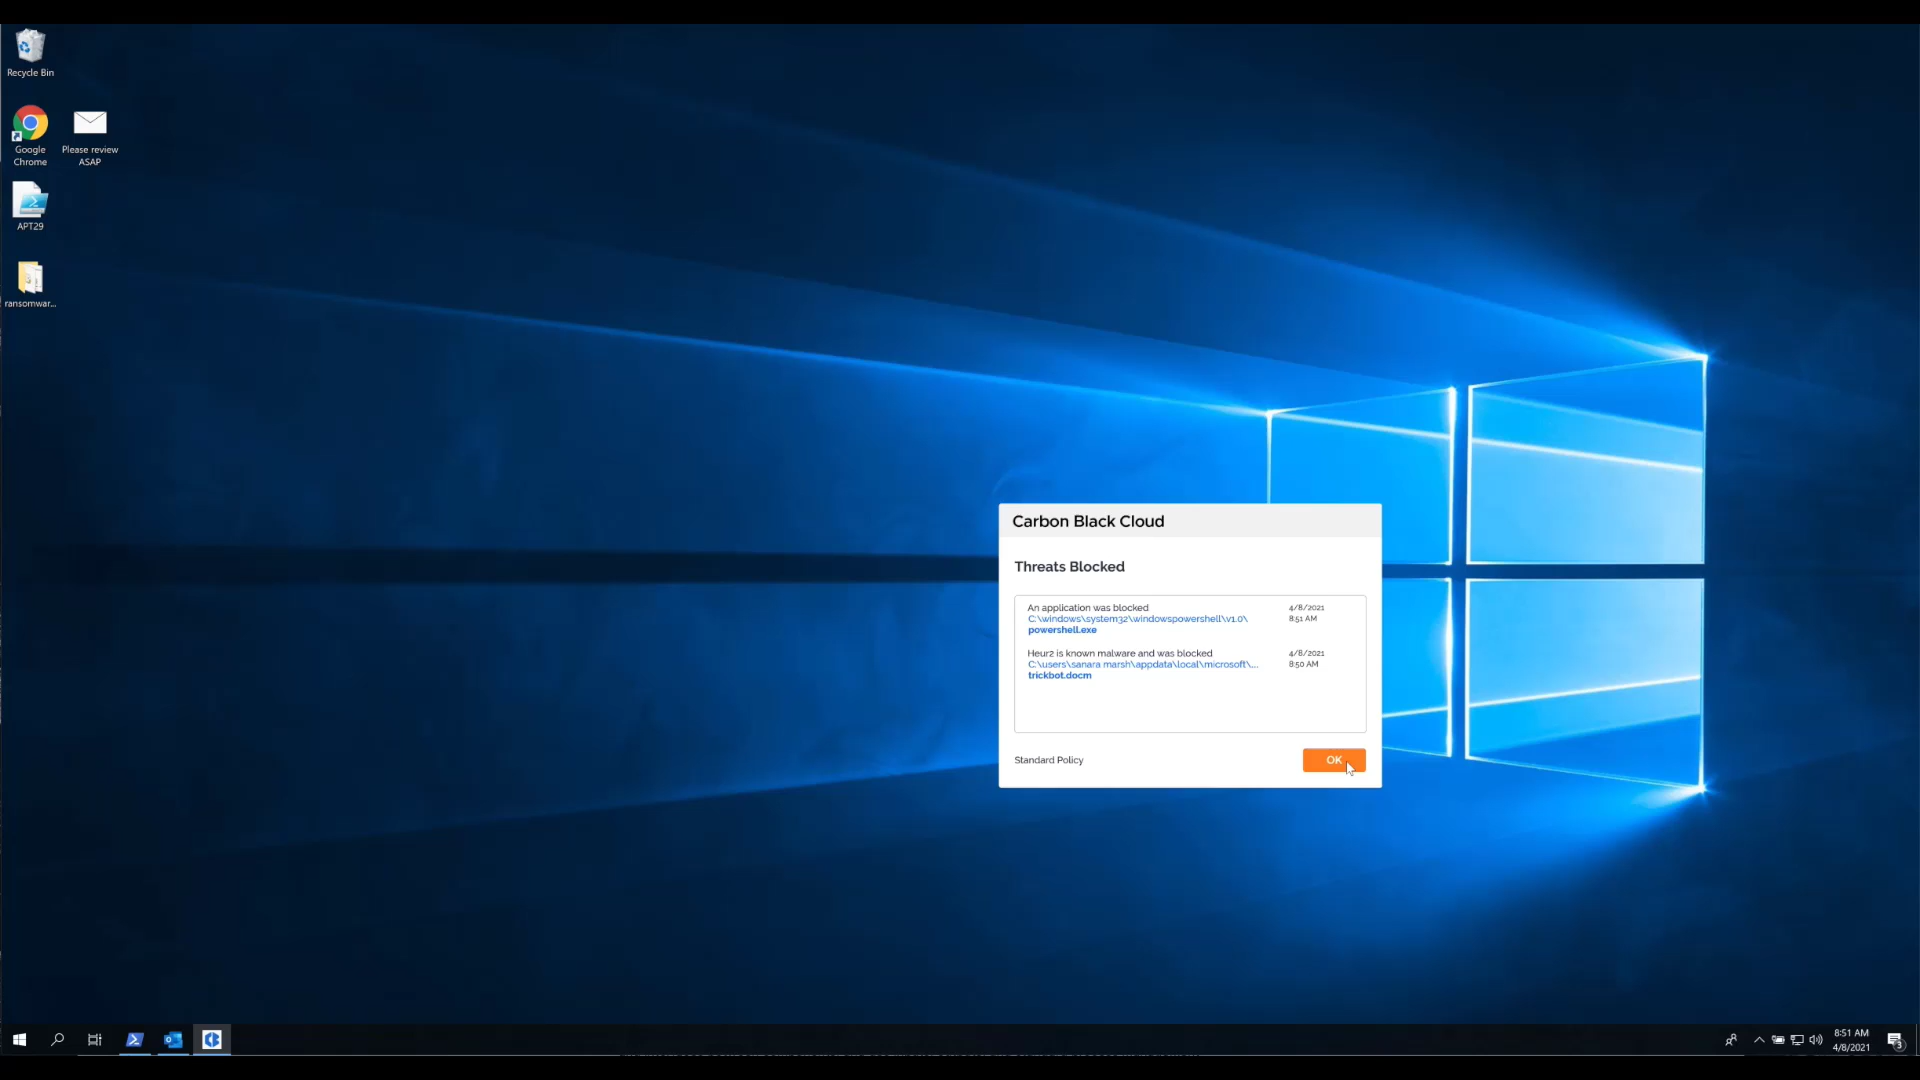 Recycle Bin
Google
Chrome
Please review
ASAP
APT29
ransomwar...
Carbon Black Cloud
Threats Blocked
An application was blocked
4/8/2021
C:\windows\system32\windowspowershell\v1.0\
8:51 AM
powershell.exe
Heur2 is known malware and was blocked
4/8/2021
C:\users\sanara marsh\appdata\local\microsoft\...
8:50 AM
trickbot.docm
Standard Policy
OK
8:51 AM
4/8/2021
3